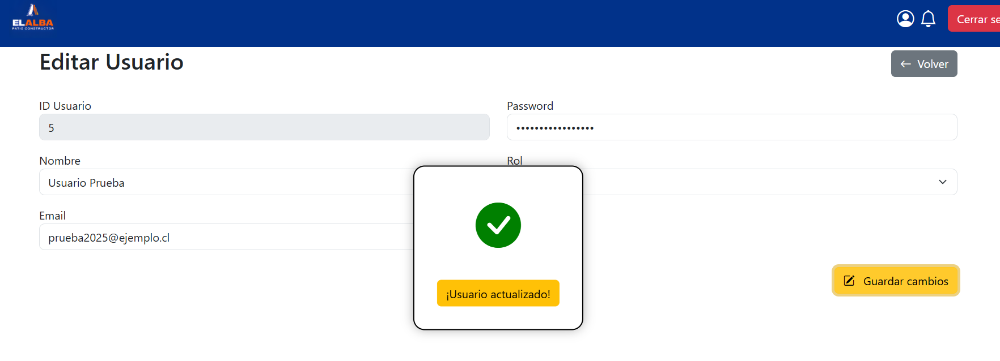 ELALBA
PATIO CONSTRUCTOR
Cerrar se
Editar Usuario
← Volver
ID Usuario
5
Password
•••••••••••••••••
Nombre
Usuario Prueba
Rol
Email
prueba2025@ejemplo.cl
¡Usuario actualizado!
Guardar cambios